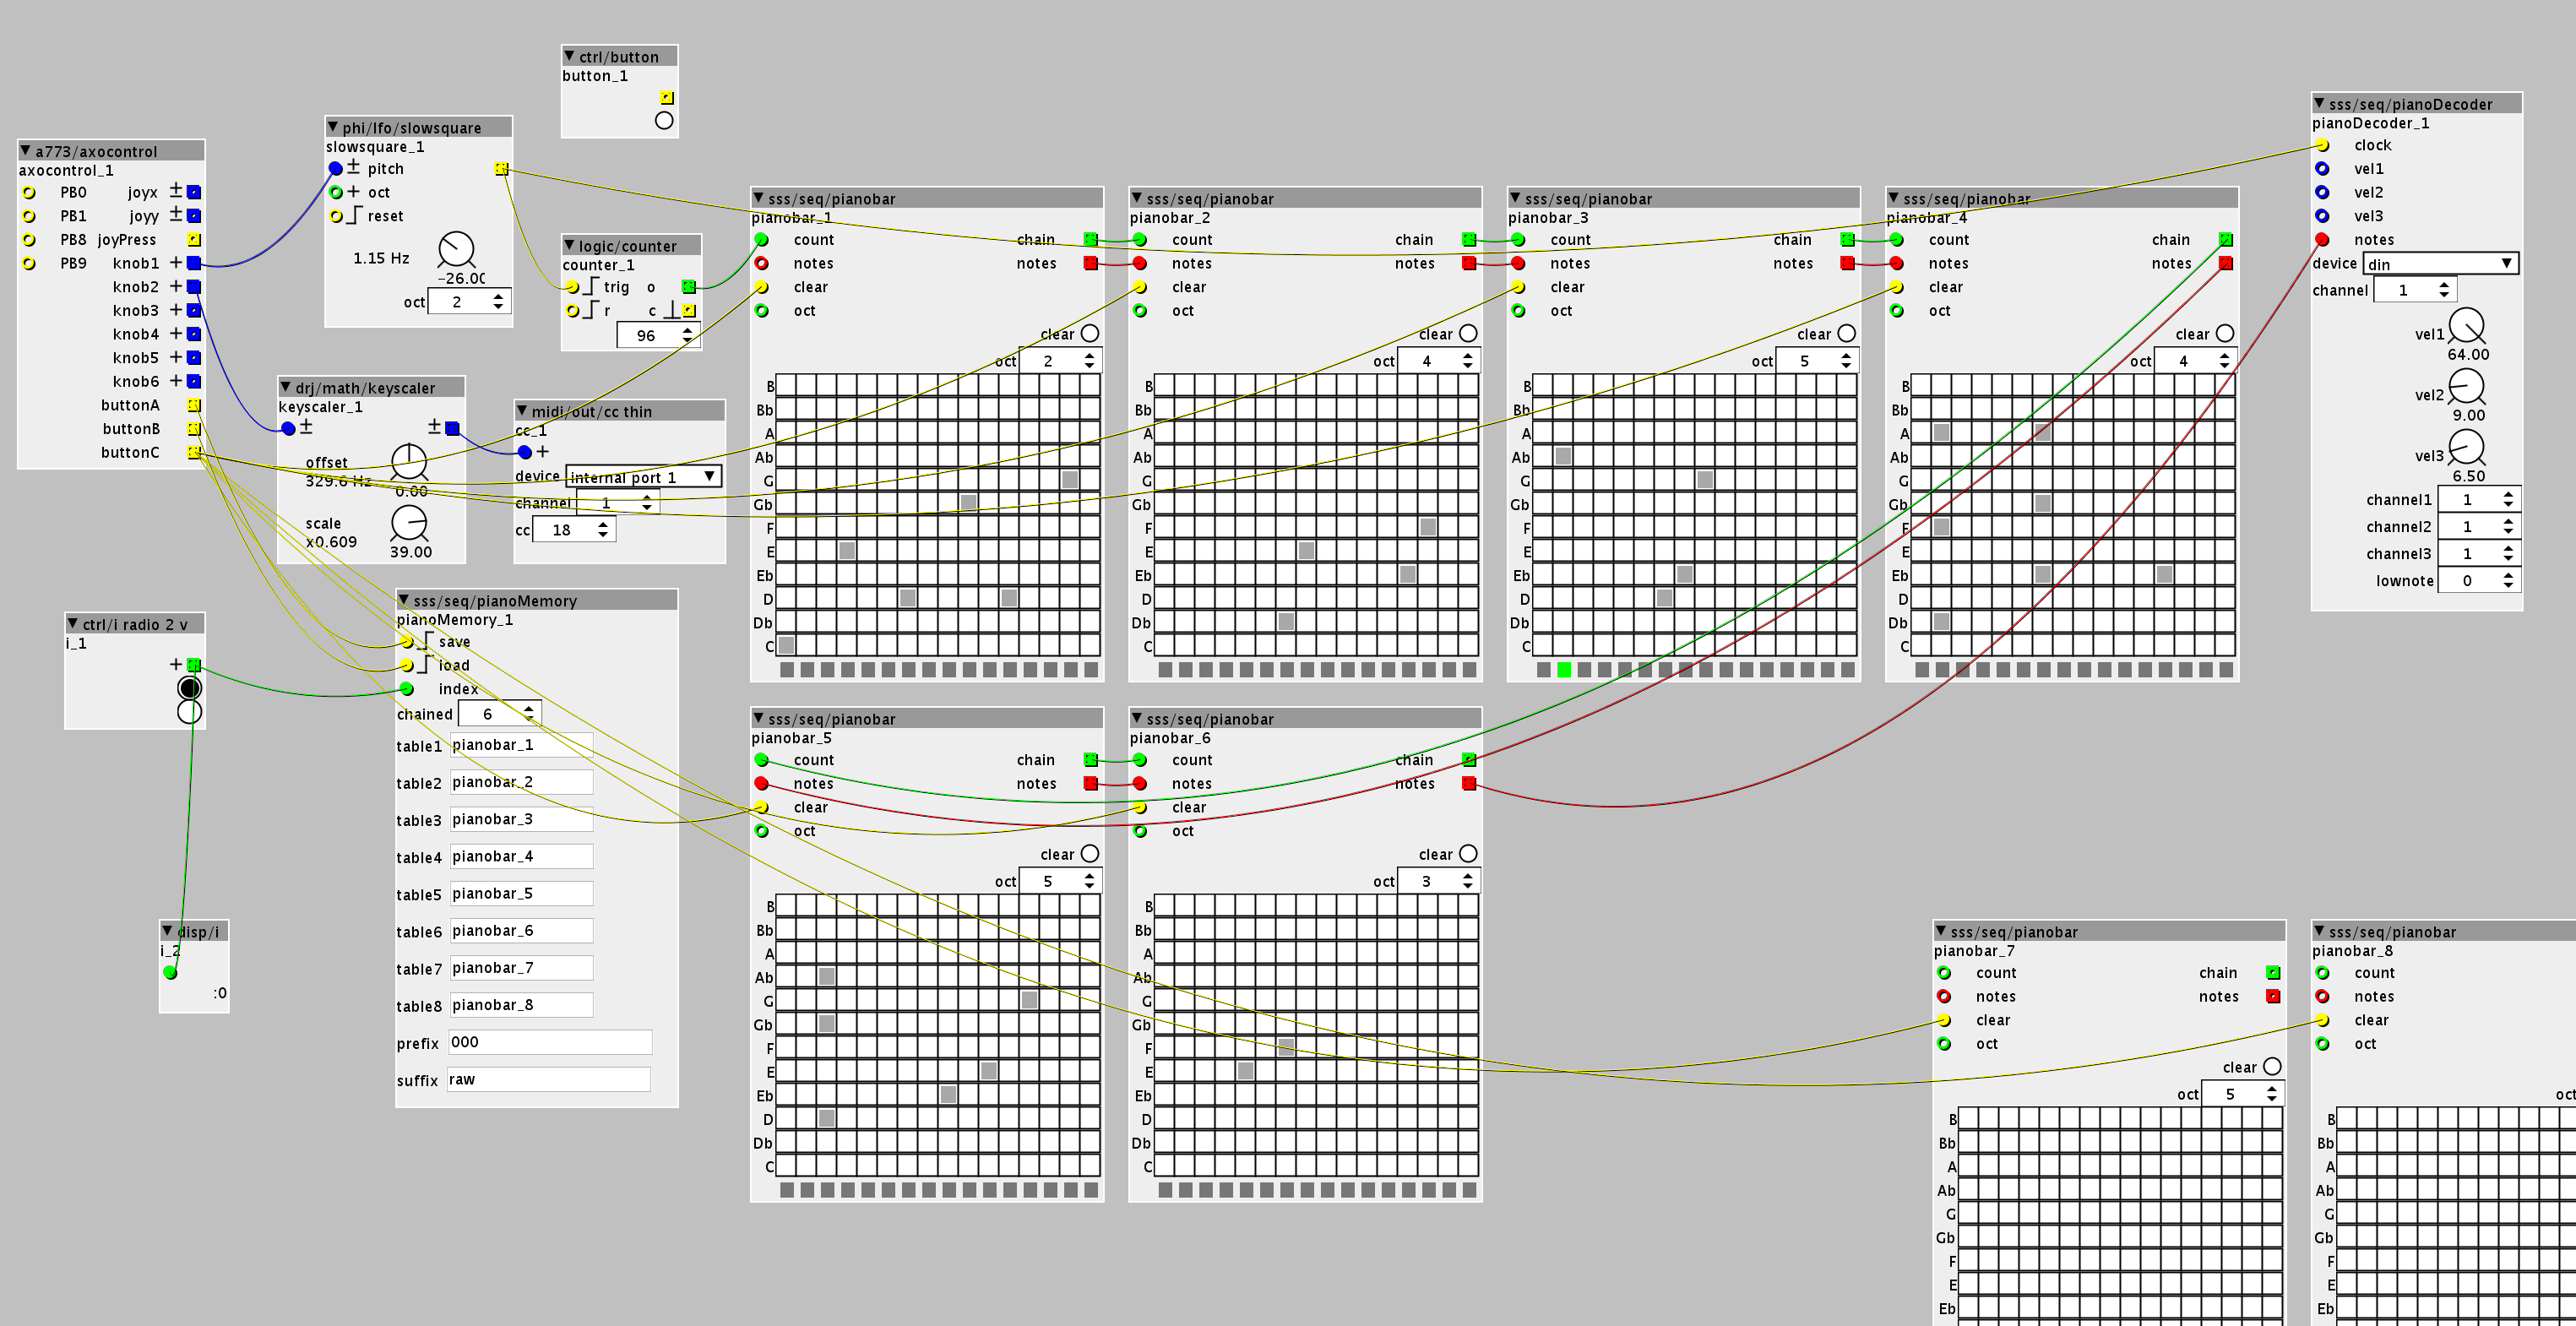 ctrl/button
button_1
a773/axocontrol
axocontrol_1
PB0 joyx
PB1 joyy
PB8 joyPress
PB9 knob1
knob2
knob3
knob4
knob5
knob6
buttonA
buttonB
buttonC
phi/lfo/slowsquare
slowsquare_1
pitch
oct
reset
1.15 Hz
-26.00
oct 2
logic/counter
counter_1
trig o
r c
96
drj/math/keyscaler
keyscaler_1
offset
329.6 Hz
0.00
scale
x0.609
39.00
midi/out/cc thin
cc_1
device internal port 1
channel 1
cc 18
ctrl/i radio 2 v
i_1
disp/i
i_2
:0
sss/seq/pianoMemory
pianoMemory_1
save
load
index
chained 6
table1 pianobar_1
table2 pianobar_2
table3 pianobar_3
table4 pianobar_4
table5 pianobar_5
table6 pianobar_6
table7 pianobar_7
table8 pianobar_8
prefix 000
suffix raw
sss/seq/pianobar
pianobar_1
count chain
notes notes
clear
oct
clear
oct 2
B
Bb
A
Ab
G
Gb
F
E
Eb
D
Db
C
sss/seq/pianobar
pianobar_2
count chain
notes notes
clear
oct
clear
oct 4
B
Bb
A
Ab
G
Gb
F
E
Eb
D
Db
C
sss/seq/pianobar
pianobar_3
count chain
notes notes
clear
oct
clear
oct 5
B
Bb
A
Ab
G
Gb
F
E
Eb
D
Db
C
sss/seq/pianobar
pianobar_4
count chain
notes notes
clear
oct
clear
oct 4
B
Bb
A
Ab
G
Gb
F
E
Eb
D
Db
C
sss/seq/pianoDecoder
pianoDecoder_1
clock
vel1
vel2
vel3
notes
device din
channel 1
vel1
64.00
vel2
9.00
vel3
6.50
channel1 1
channel2 1
channel3 1
lownote 0
sss/seq/pianobar
pianobar_5
count chain
notes notes
clear
oct
clear
oct 5
B
Bb
A
Ab
G
Gb
F
E
Eb
D
Db
C
sss/seq/pianobar
pianobar_6
count chain
notes notes
clear
oct
clear
oct 3
B
Bb
A
Ab
G
Gb
F
E
Eb
D
Db
C
sss/seq/pianobar
pianobar_7
count chain
notes notes
clear
oct
clear
oct 5
B
Bb
A
Ab
G
Gb
F
E
Eb
sss/seq/pianobar
pianobar_8
count
notes
clear
oct
oct
B
Bb
A
Ab
G
Gb
F
E
Eb